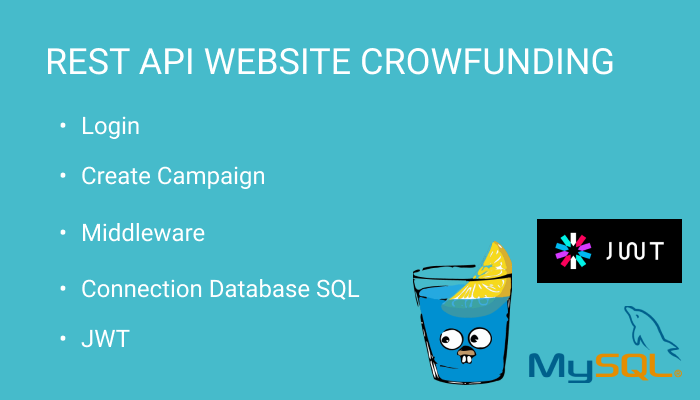 REST API WEBSITE CROWFUNDING
• Login
• Create Campaign
• Middleware
• Connection Database SQL
• JWT
JWT
MySQL